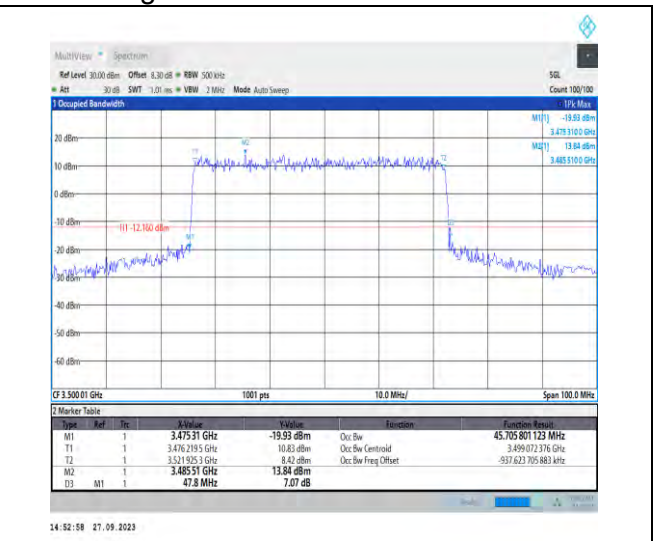 MultiView Spectrum
Ref Level 30.00 dBm Offset 8.30 dB RBW 500 kHz SGL
Att 30 dB SWT 1.01 ms VBW 2 MHz Mode Auto Sweep Count 100/100
1 Occupied Bandwidth 1Pk Max
M1[1] -19.93 dBm
3.475 310 0 GHz
M2[1] 13.84 dBm
3.485 510 0 GHz
M2
T1
T2
20 dBm
10 dBm
0 dBm
-10 dBm
H1 -12.160 dBm
M1
-20 dBm
-30 dBm
-40 dBm
-50 dBm
-60 dBm
CF 3.500 01 GHz 1001 pts 10.0 MHz/ Span 100.0 MHz
2 Marker Table
Type Ref Trc X-Value Y-Value Function Function Result
M1 1 3.475 31 GHz -19.93 dBm Occ Bw 45.705 801 123 MHz
T1 1 3.476 219 5 GHz 10.83 dBm Occ Bw Centroid 3.499 072 376 GHz
T2 1 3.521 925 3 GHz 8.42 dBm Occ Bw Freq Offset -937.623 705 883 kHz
M2 1 3.485 51 GHz 13.84 dBm
D3 M1 1 47.8 MHz 7.07 dB
14:52:58 27.09.2023